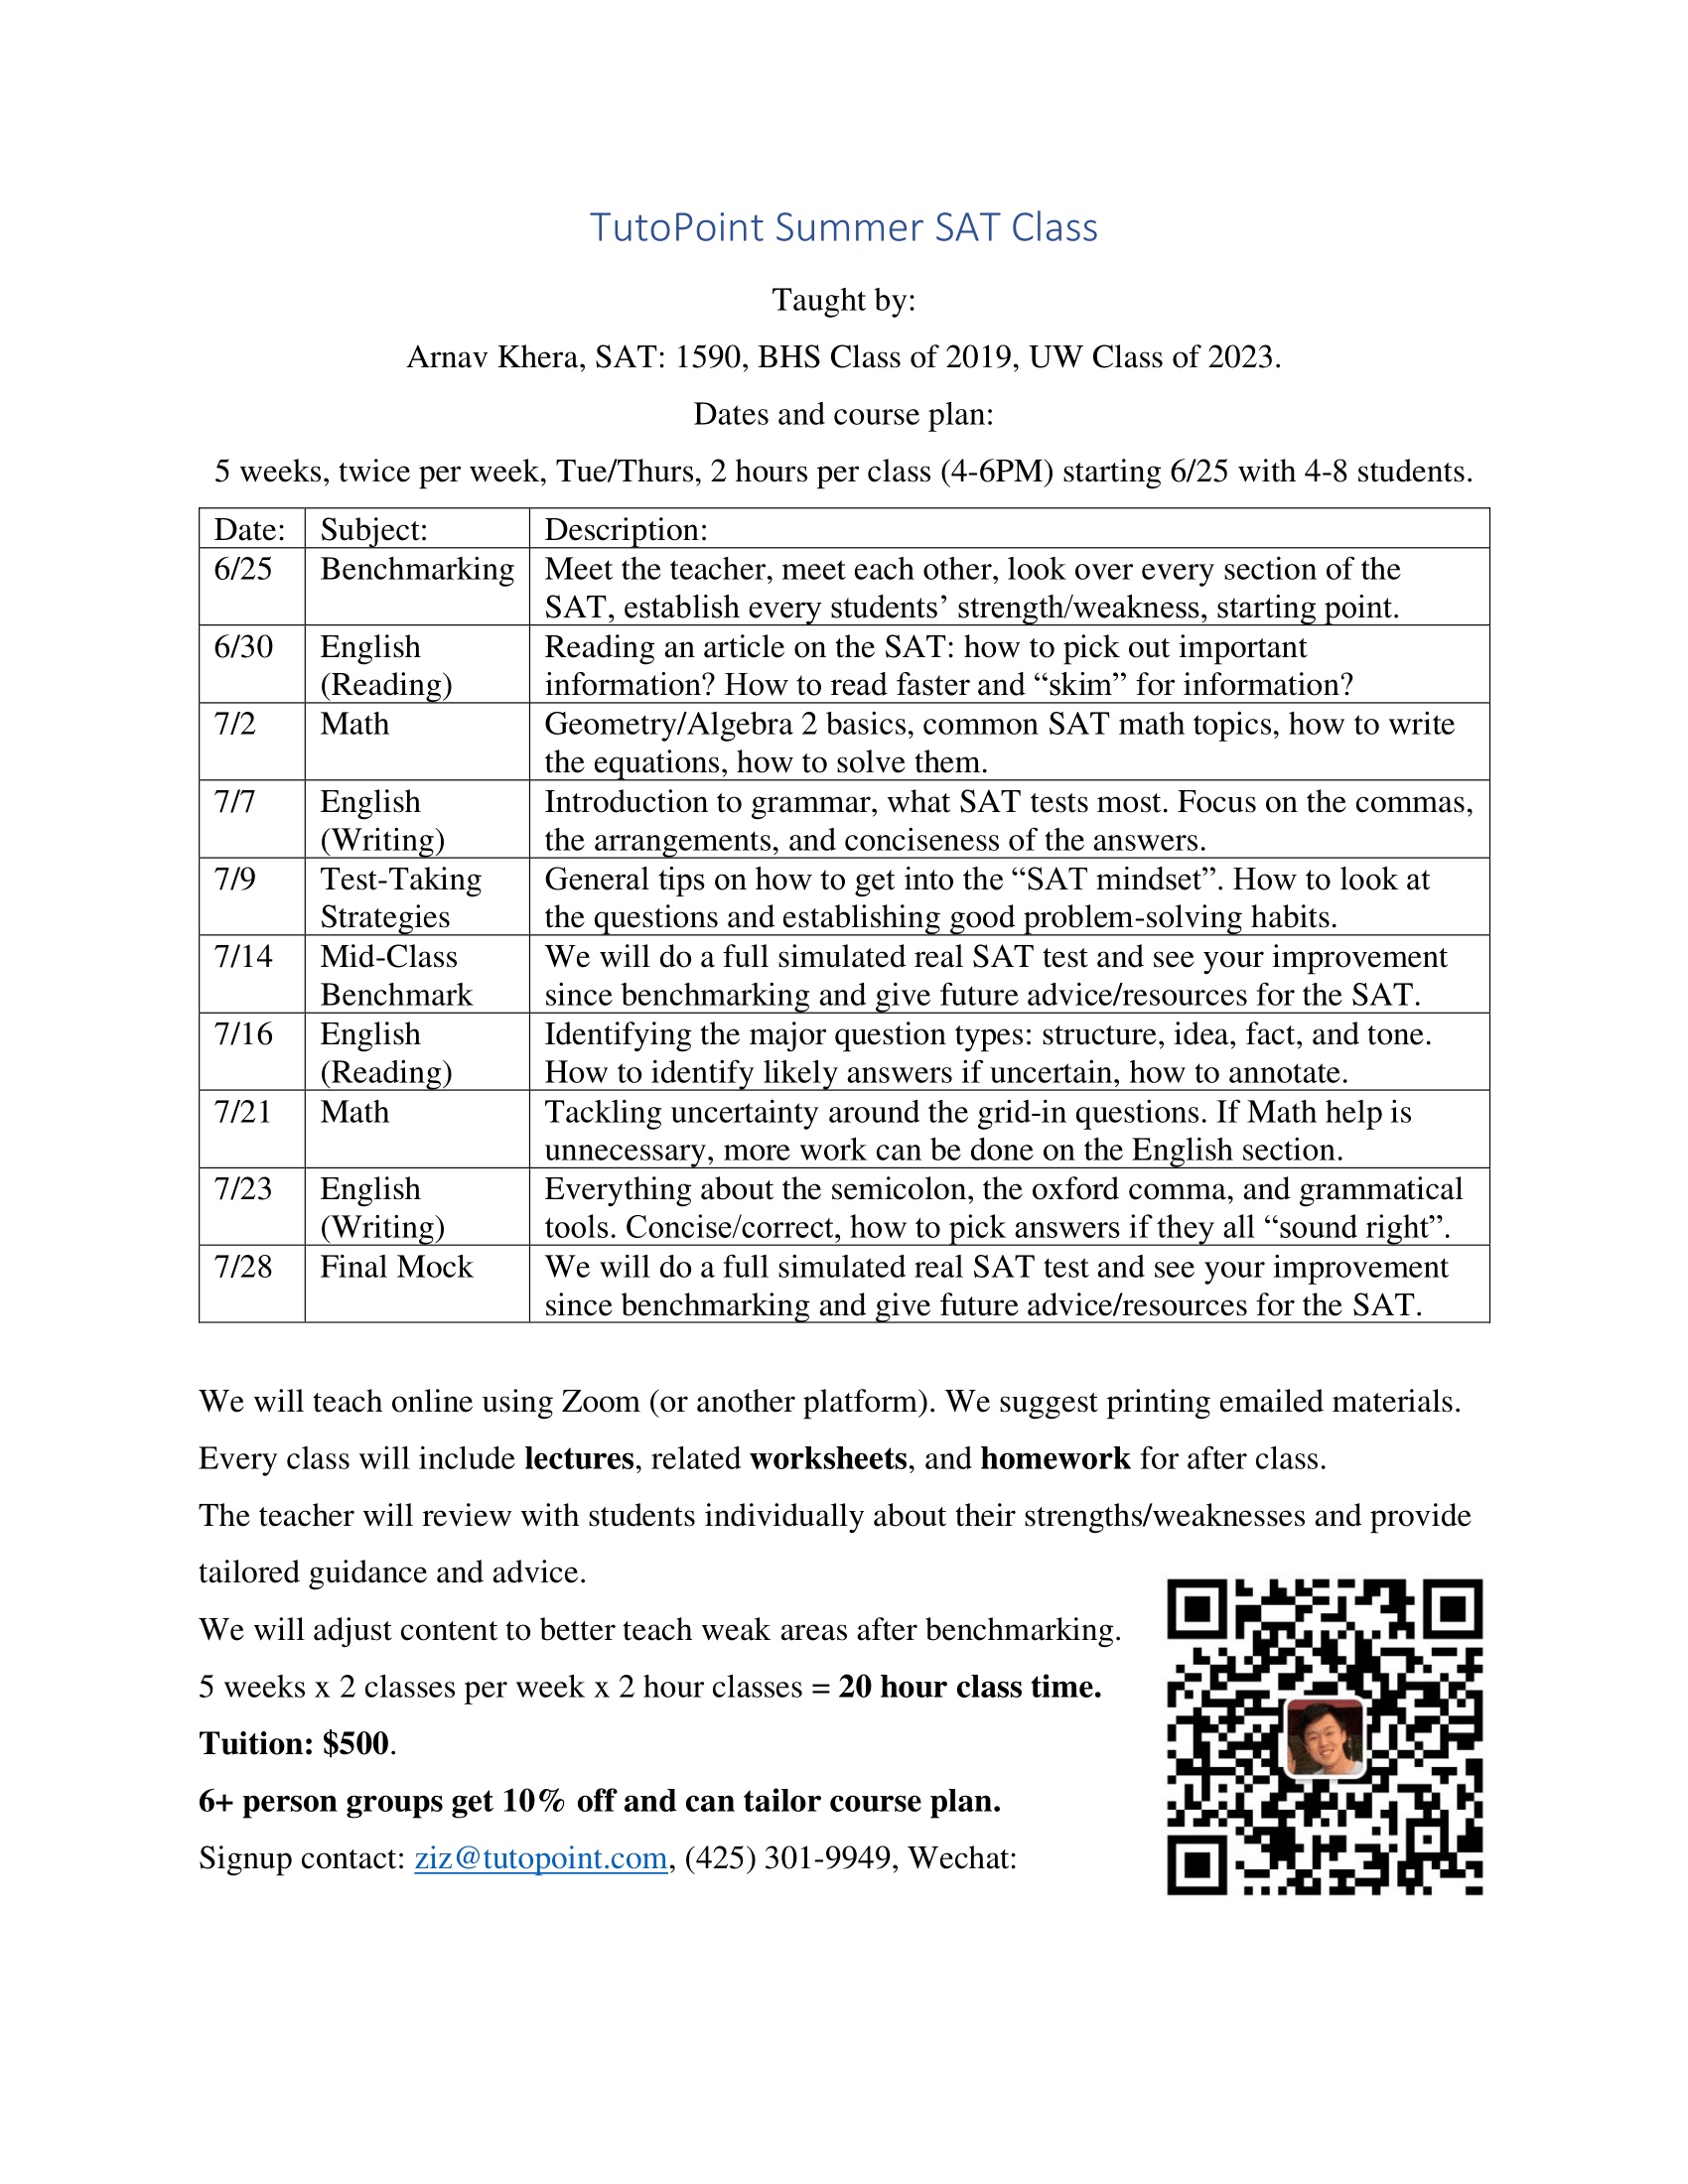 TutoPoint Summer SAT Class
Taught by:
Arnav Khera, SAT: 1590, BHS Class of 2019, UW Class of 2023.
Dates and course plan:
5 weeks, twice per week, Tue/Thurs, 2 hours per class (4-6PM) starting 6/25 with 4-8 students.
Date: Subject: Description:
6/25 Benchmarking Meet the teacher, meet each other, look over every section of the
SAT, establish every students’ strength/weakness, starting point.
6/30 English Reading an article on the SAT: how to pick out important
(Reading) information? How to read faster and “skim” for information?
7/2 Math Geometry/Algebra 2 basics, common SAT math topics, how to write
the equations, how to solve them.
7/7 English Introduction to grammar, what SAT tests most. Focus on the commas,
(Writing) the arrangements, and conciseness of the answers.
7/9 Test-Taking General tips on how to get into the “SAT mindset”. How to look at
Strategies the questions and establishing good problem-solving habits.
7/14 Mid-Class We will do a full simulated real SAT test and see your improvement
Benchmark since benchmarking and give future advice/resources for the SAT.
7/16 English Identifying the major question types: structure, idea, fact, and tone.
(Reading) How to identify likely answers if uncertain, how to annotate.
7/21 Math Tackling uncertainty around the grid-in questions. If Math help is
unnecessary, more work can be done on the English section.
7/23 English Everything about the semicolon, the oxford comma, and grammatical
(Writing) tools. Concise/correct, how to pick answers if they all “sound right”.
7/28 Final Mock We will do a full simulated real SAT test and see your improvement
since benchmarking and give future advice/resources for the SAT.
We will teach online using Zoom (or another platform). We suggest printing emailed materials.
Every class will include lectures, related worksheets, and homework for after class.
The teacher will review with students individually about their strengths/weaknesses and provide
tailored guidance and advice.
We will adjust content to better teach weak areas after benchmarking.
5 weeks x 2 classes per week x 2 hour classes = 20 hour class time.
Tuition: $500.
6+ person groups get 10% off and can tailor course plan.
Signup contact: ziz@tutopoint.com, (425) 301-9949, Wechat: